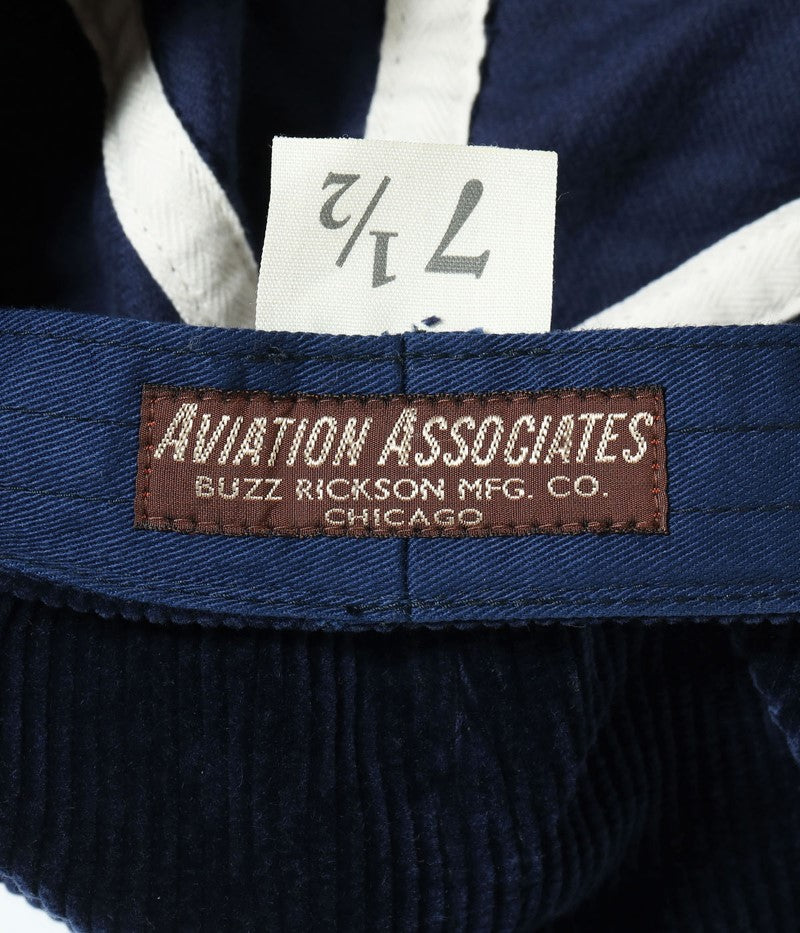 7 1/2
AVIATION ASSOCIATES
BUZZ RICKSON MFG. CO.
CHICAGO